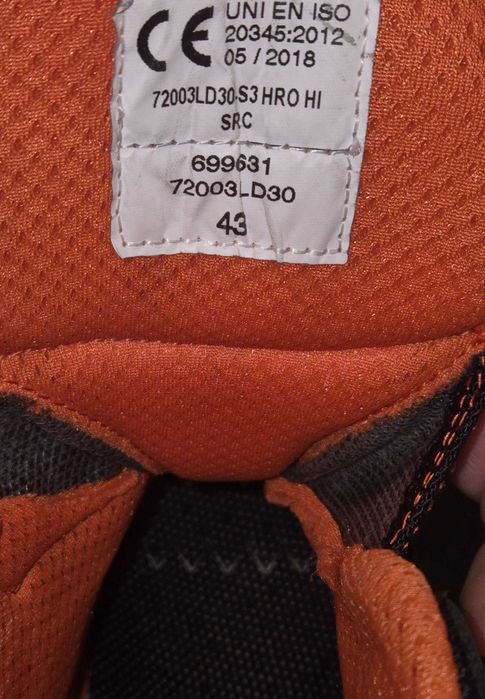 CE UNI EN ISO
20345:2012
05 / 2018
72003LD30-S3 HRO HI
SRC
699631
72003LD30
43